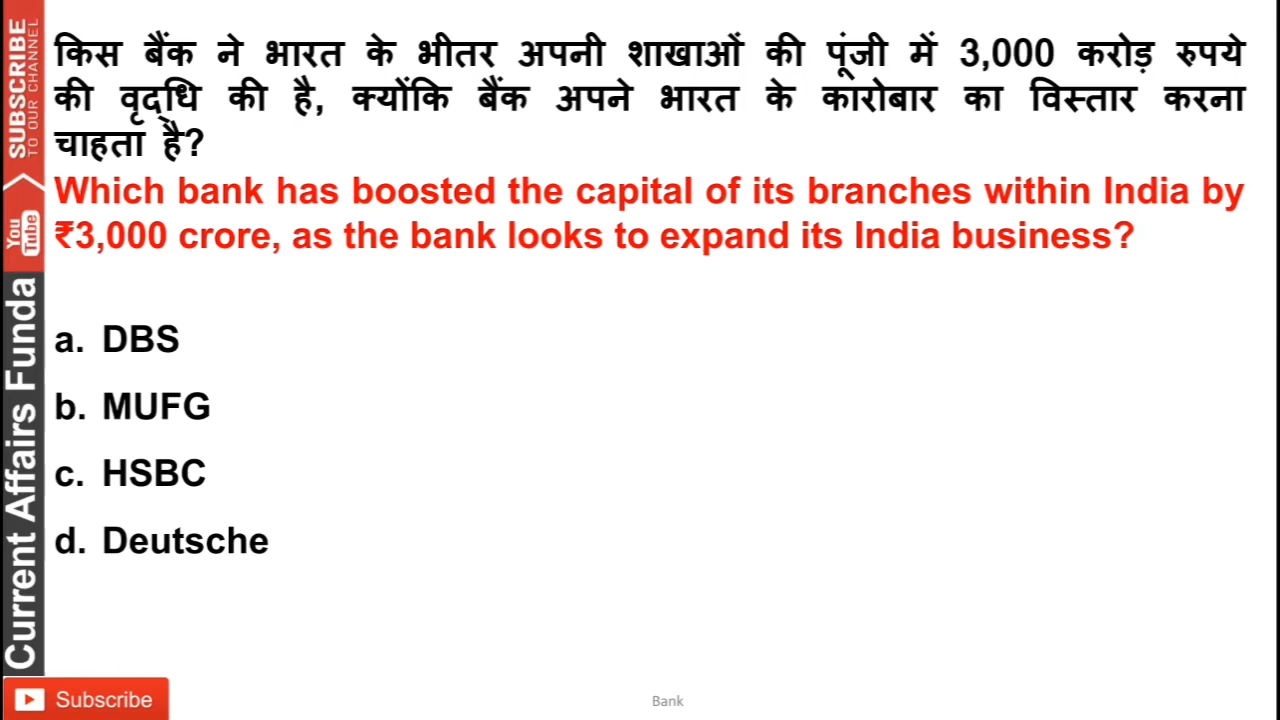 किस बैंक ने भारत के भीतर अपनी शाखाओं की पूंजी में 3,000 करोड़ रुपये
की वृद्धि की है, क्योंकि बैंक अपने भारत के कारोबार का विस्तार करना
चाहता है?
Which bank has boosted the capital of its branches within India by
₹3,000 crore, as the bank looks to expand its India business?
a. DBS
b. MUFG
c. HSBC
d. Deutsche
SUBSCRIBE
TO OUR CHANNEL
You
Tube
Current Affairs Funda
Subscribe
Bank